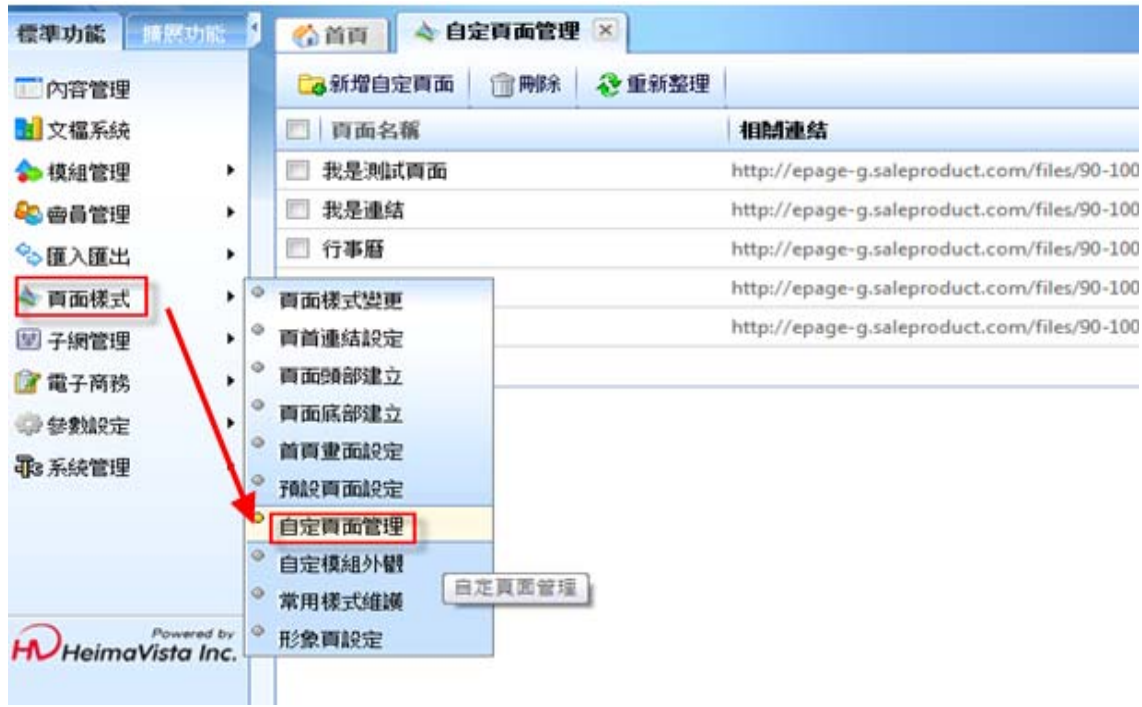 標準功能 擴展功能
首頁 自定頁面管理
新增自定頁面 刪除 重新整理
頁面名稱 相關連結
內容管理
文檔系統
模組管理
會員管理
匯入匯出
頁面樣式
子網管理
電子商務
參數設定
系統管理
我是測試頁面 http://epage-g.saleproduct.com/files/90-100
我是連結 http://epage-g.saleproduct.com/files/90-100
行事曆 http://epage-g.saleproduct.com/files/90-100
http://epage-g.saleproduct.com/files/90-100
http://epage-g.saleproduct.com/files/90-100
頁面樣式變更
頁首連結設定
頁面頭部建立
頁面底部建立
首頁畫面設定
預設頁面設定
自定頁面管理
自定模組外觀
自定頁面管理
常用樣式維護
形象頁設定
Powered by
HeimaVista Inc.